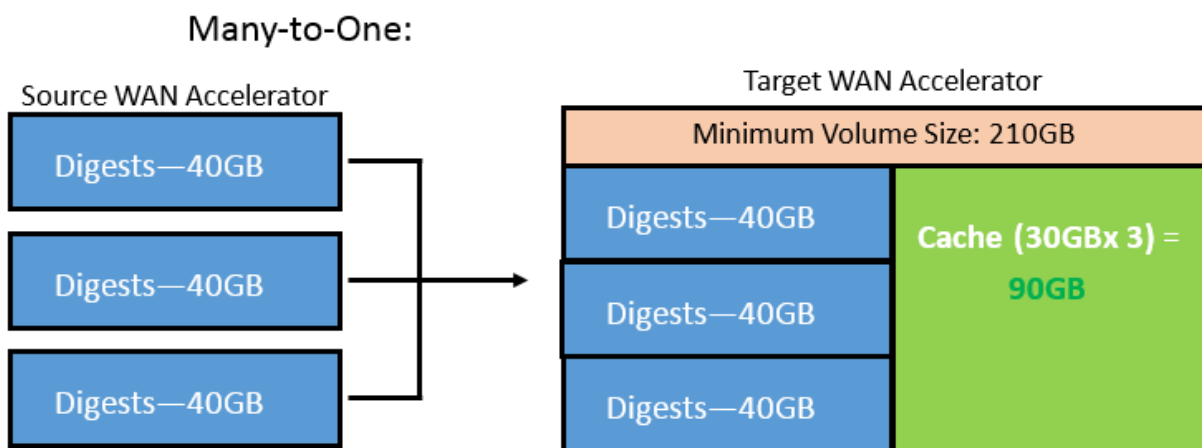 Many-to-One:
Source WAN Accelerator
Digests—40GB
Digests—40GB
Digests—40GB
Target WAN Accelerator
Minimum Volume Size: 210GB
Digests—40GB
Digests—40GB
Digests—40GB
Cache (30GBx 3) =
90GB